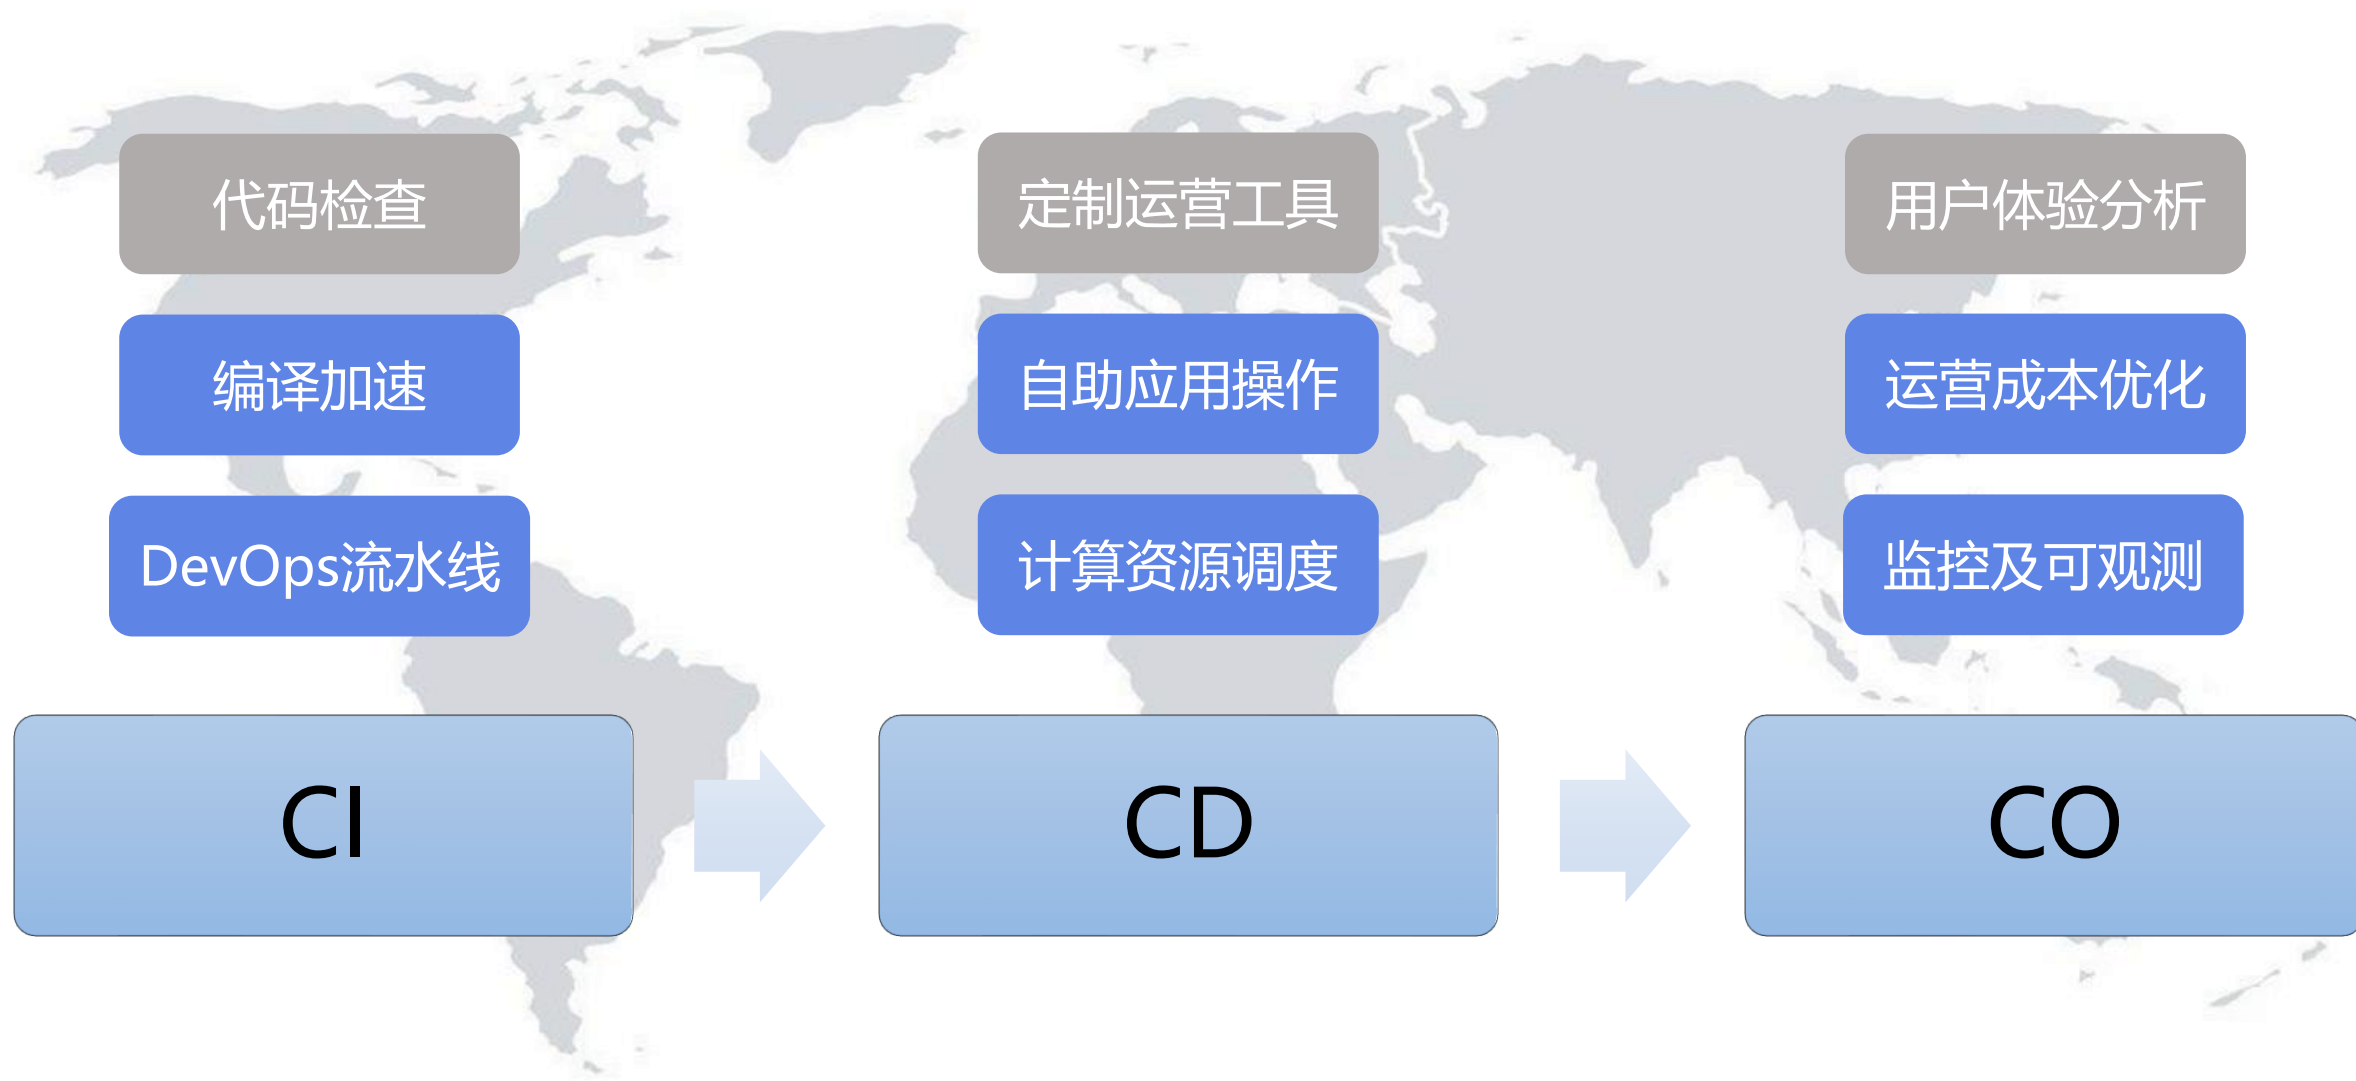 代码检查
定制运营工具
用户体验分析
编译加速
自助应用操作
运营成本优化
DevOps流水线
计算资源调度
监控及可观测
CI
CD
CO